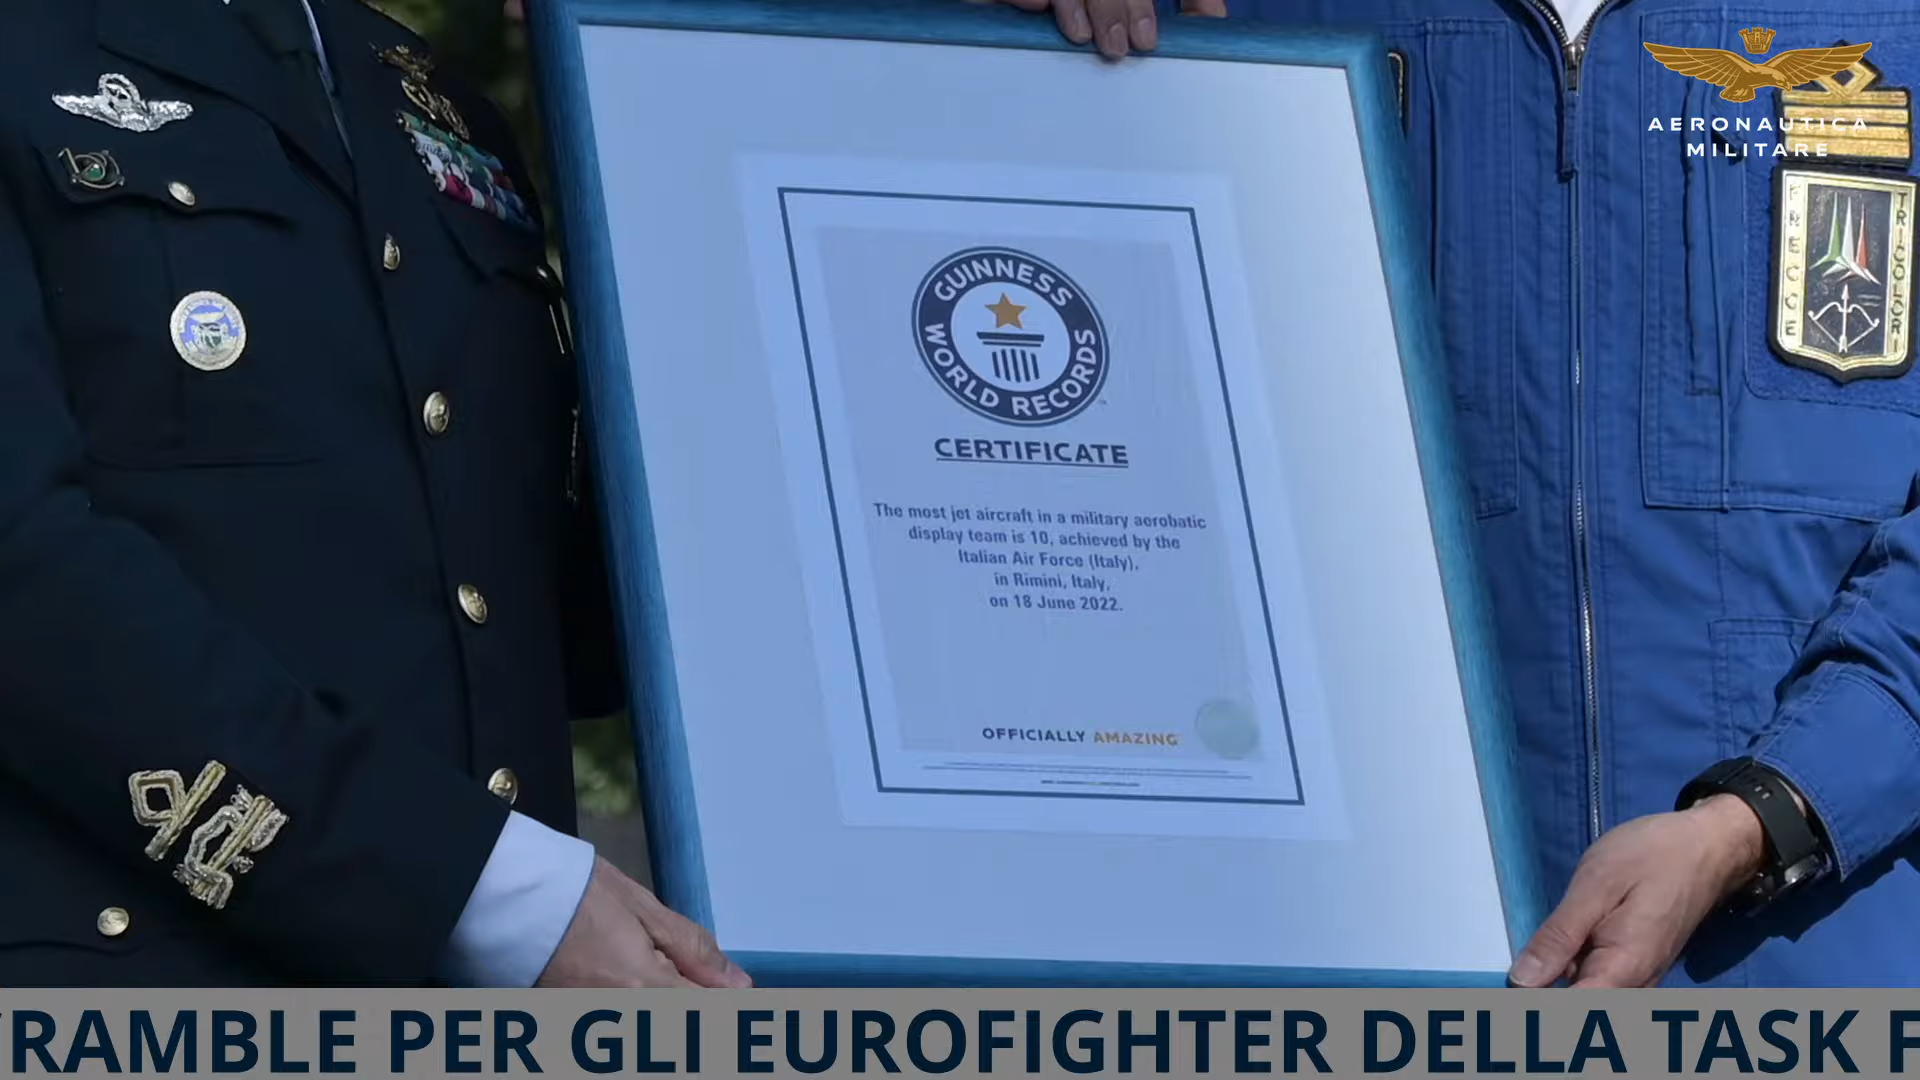 AERONAUTICA
MILITARE
FRECCE
TRICOLORI
GUINNESS
WORLD RECORDS
CERTIFICATE
The most jet aircraft in a military aerobatic
display team is 10, achieved by the
Italian Air Force (Italy),
in Rimini, Italy,
on 18 June 2022.
OFFICIALLY AMAZING
RAMBLE PER GLI EUROFIGHTER DELLA TASK F